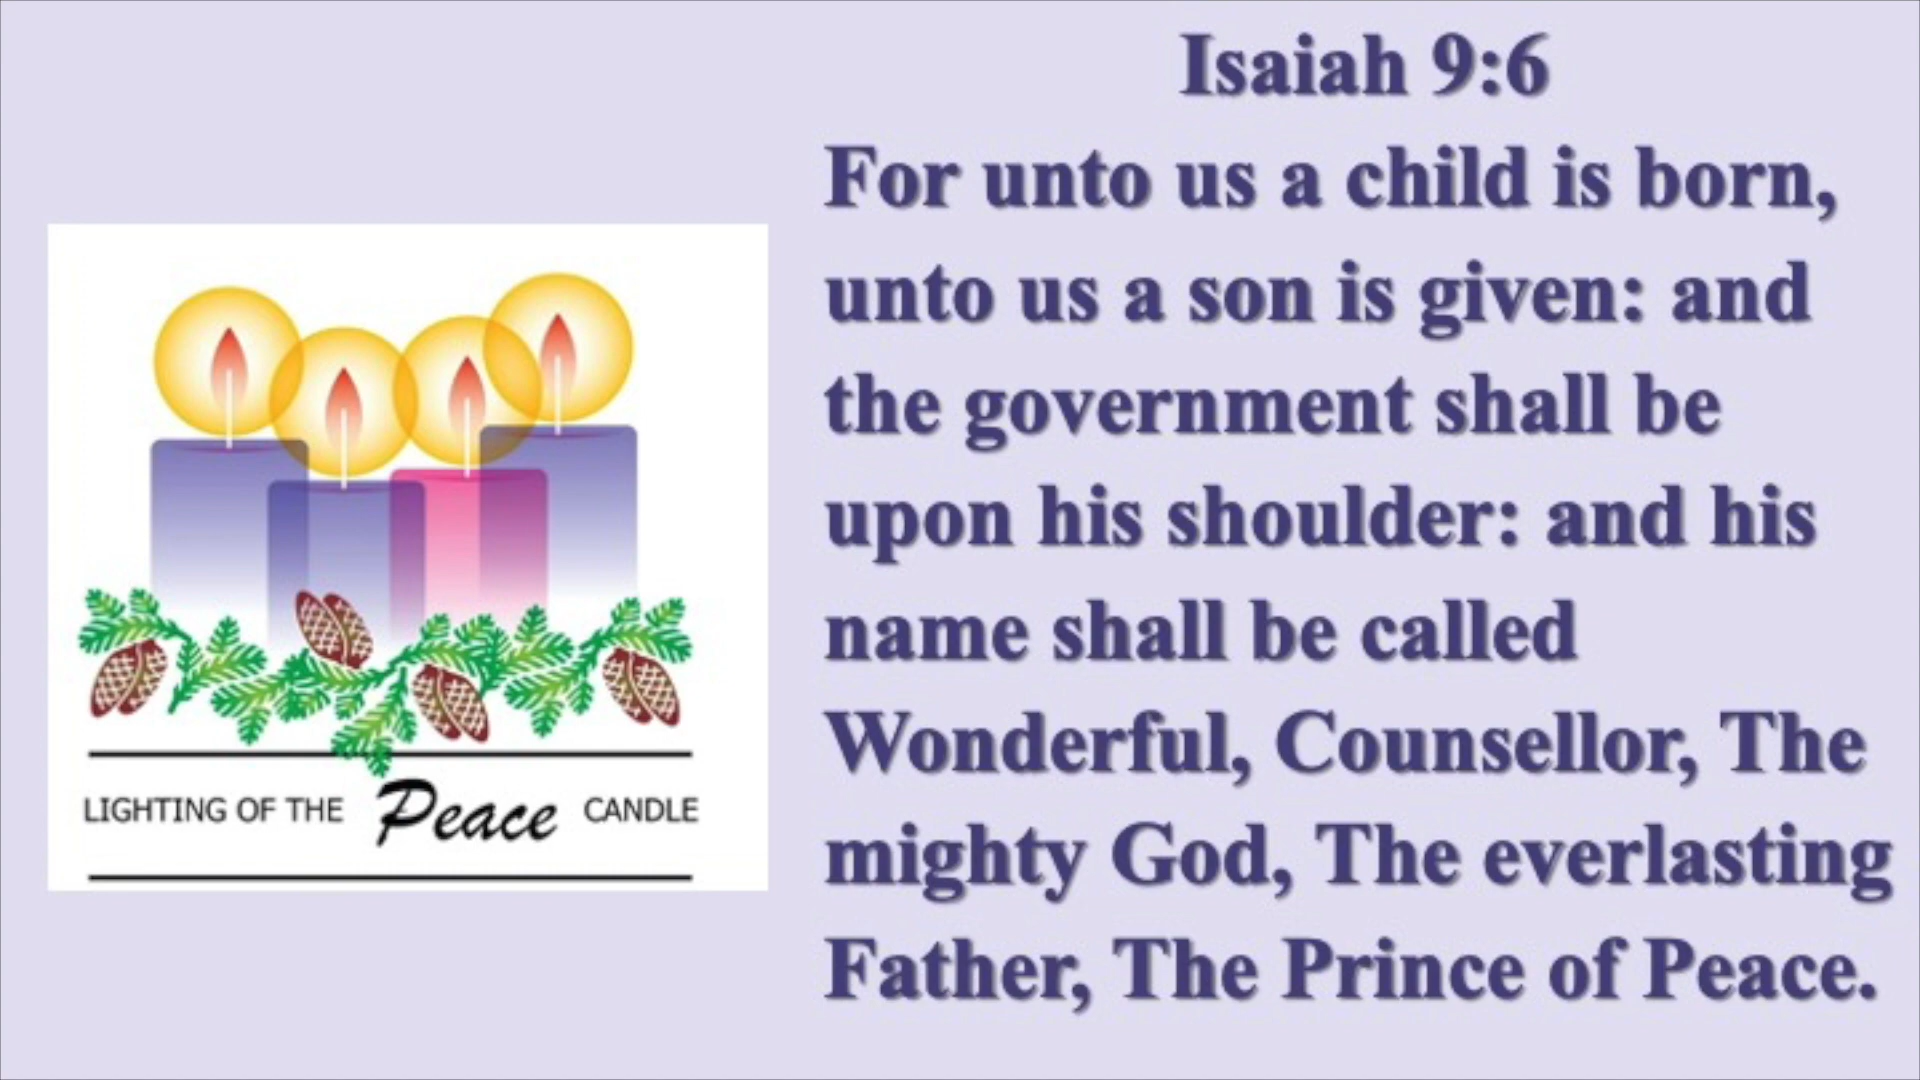 Isaiah 9:6
For unto us a child is born,
unto us a son is given: and
the government shall be
upon his shoulder: and his
name shall be called
Wonderful, Counsellor, The
mighty God, The everlasting
Father, The Prince of Peace.
LIGHTING OF THE Peace CANDLE